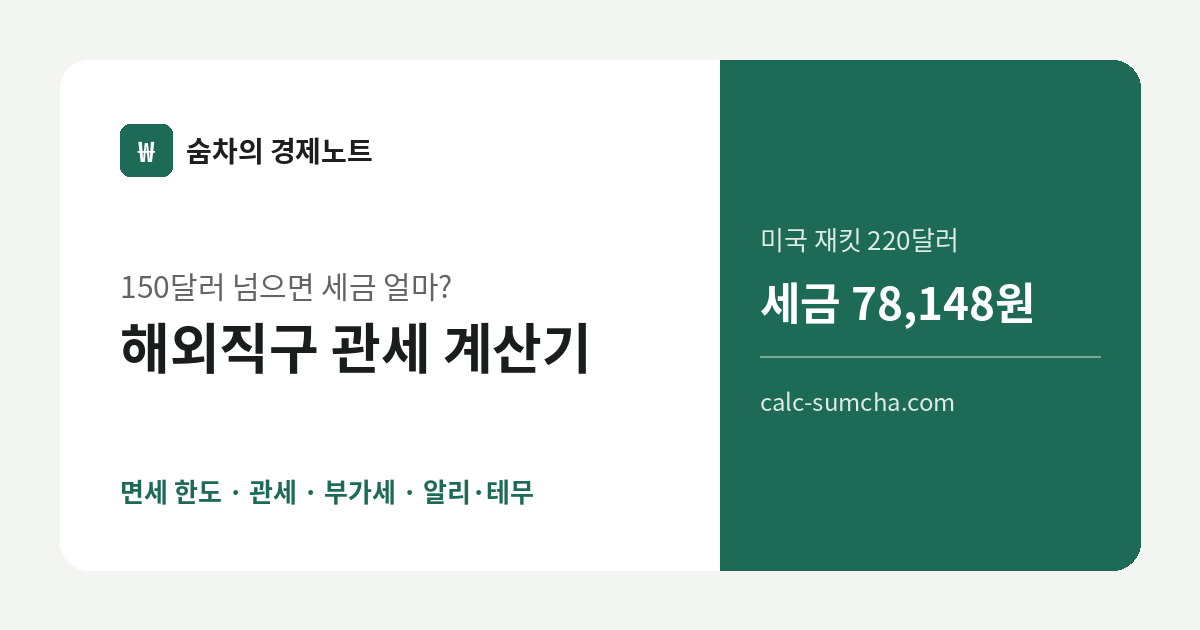 ₩ 숨차의 경제노트
150달러 넘으면 세금 얼마?
해외직구 관세 계산기
면세 한도 · 관세 · 부가세 · 알리·테무
미국 재킷 220달러
세금 78,148원
calc-sumcha.com